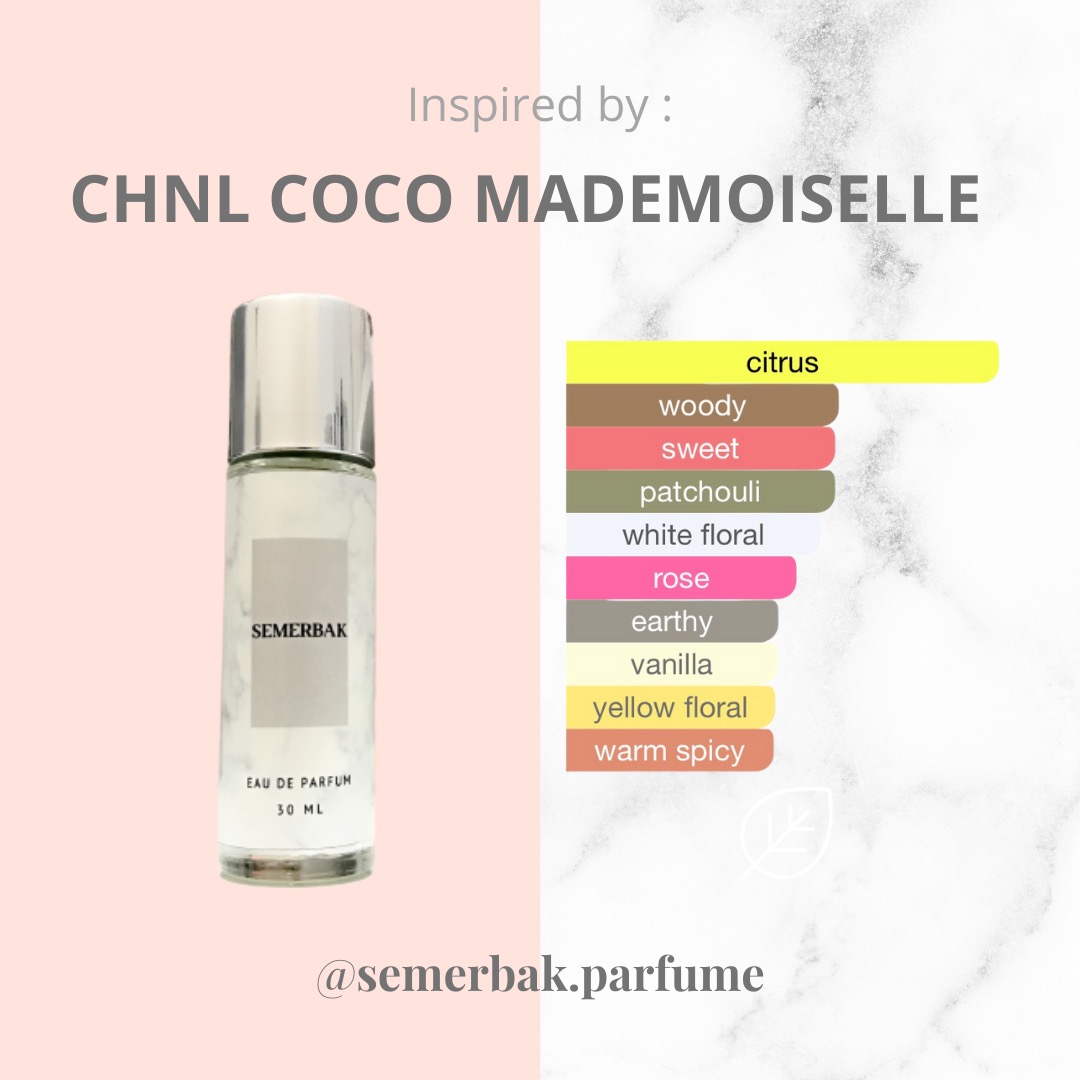 Inspired by :
CHNL COCO MADEMOISELLE
citrus
woody
sweet
patchouli
white floral
rose
earthy
vanilla
yellow floral
warm spicy
SEMERBAK
EAU DE PARFUM
30 ML
@semerbak.parfume